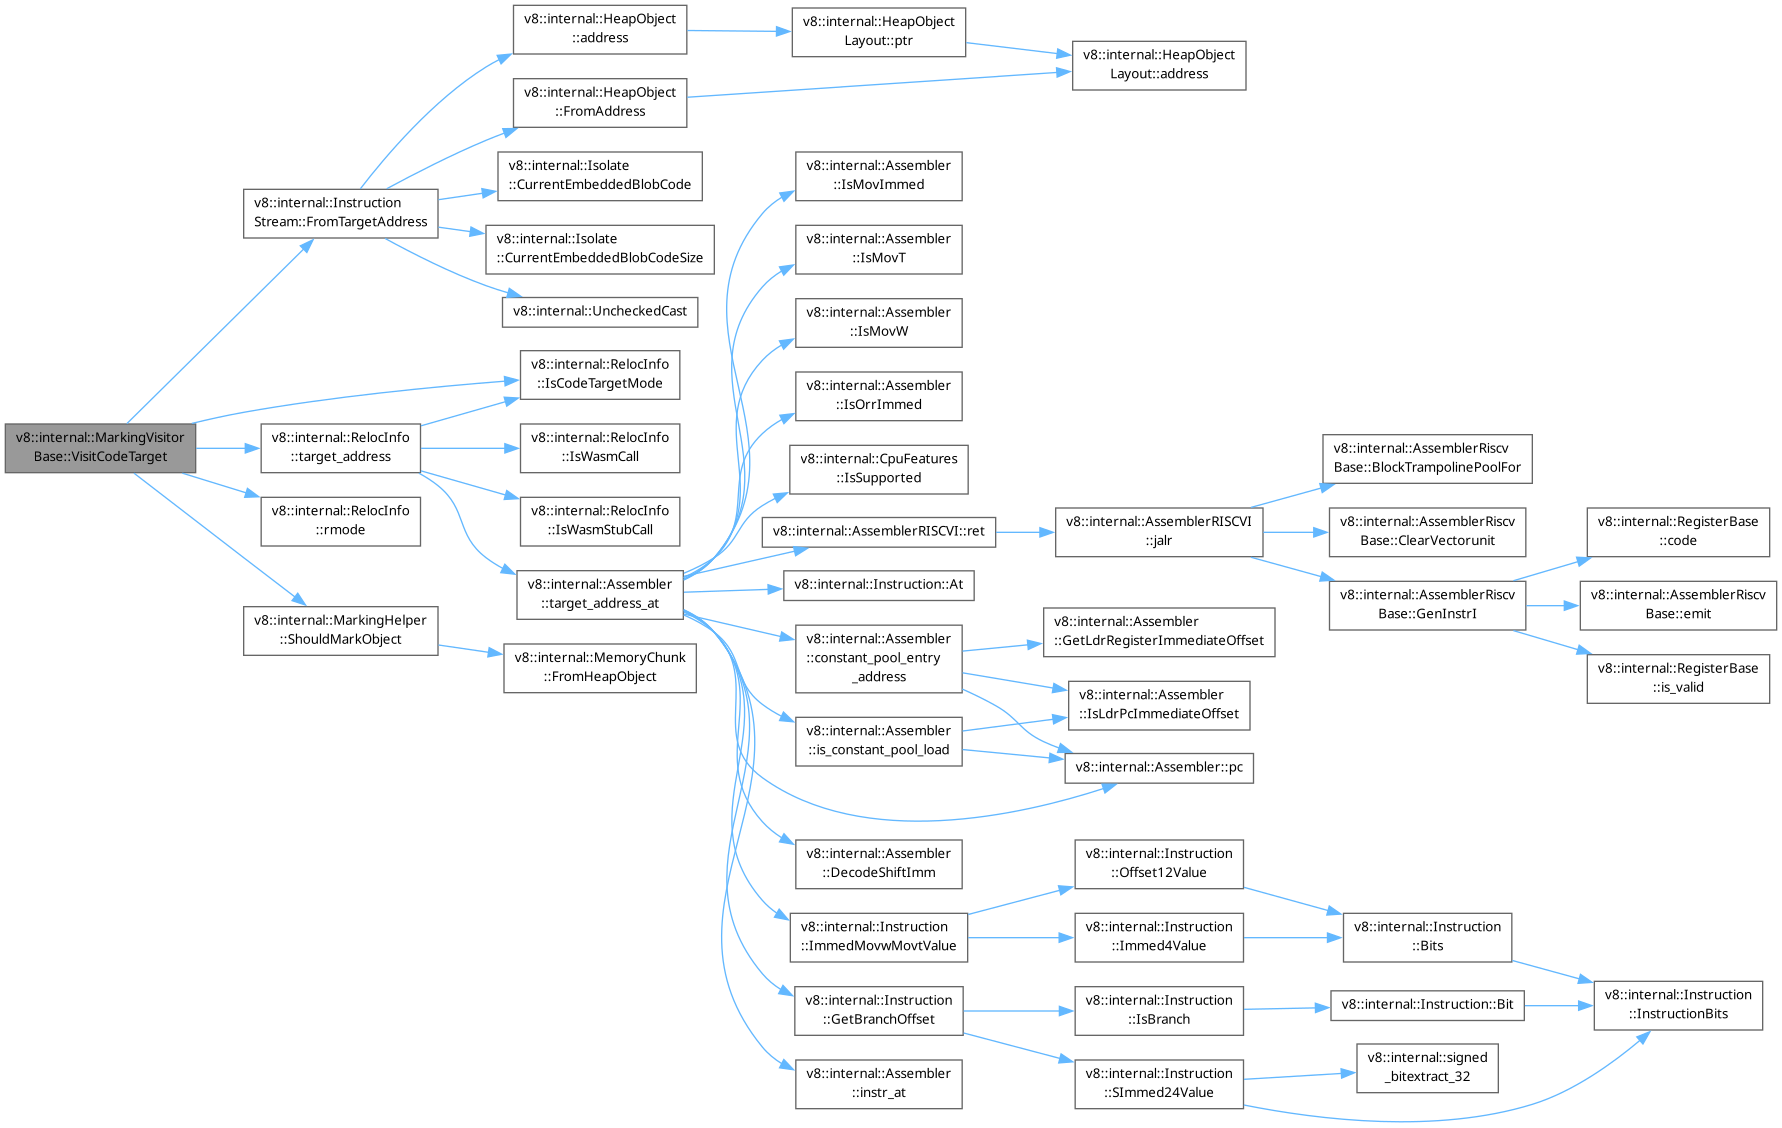 v8::internal::MarkingVisitor
Base::VisitCodeTarget
v8::internal::Instruction
Stream::FromTargetAddress
v8::internal::RelocInfo
::target_address
v8::internal::RelocInfo
::rmode
v8::internal::MarkingHelper
::ShouldMarkObject
v8::internal::HeapObject
::address
v8::internal::HeapObject
::FromAddress
v8::internal::Isolate
::CurrentEmbeddedBlobCode
v8::internal::Isolate
::CurrentEmbeddedBlobCodeSize
v8::internal::UncheckedCast
v8::internal::RelocInfo
::IsCodeTargetMode
v8::internal::RelocInfo
::IsWasmCall
v8::internal::RelocInfo
::IsWasmStubCall
v8::internal::Assembler
::target_address_at
v8::internal::MemoryChunk
::FromHeapObject
v8::internal::HeapObject
Layout::ptr
v8::internal::HeapObject
Layout::address
v8::internal::Assembler
::IsMovImmed
v8::internal::Assembler
::IsMovT
v8::internal::Assembler
::IsMovW
v8::internal::Assembler
::IsOrrImmed
v8::internal::CpuFeatures
::IsSupported
v8::internal::AssemblerRISCVI::ret
v8::internal::Instruction::At
v8::internal::Assembler
::constant_pool_entry
_address
v8::internal::Assembler
::is_constant_pool_load
v8::internal::Assembler
::DecodeShiftImm
v8::internal::Instruction
::ImmedMovwMovtValue
v8::internal::Instruction
::GetBranchOffset
v8::internal::Assembler
::instr_at
v8::internal::AssemblerRISCVI
::jalr
v8::internal::Assembler
::GetLdrRegisterImmediateOffset
v8::internal::Assembler
::IsLdrPcImmediateOffset
v8::internal::Assembler::pc
v8::internal::Instruction
::Offset12Value
v8::internal::Instruction
::Immed4Value
v8::internal::Instruction
::IsBranch
v8::internal::Instruction
::SImmed24Value
v8::internal::AssemblerRiscv
Base::BlockTrampolinePoolFor
v8::internal::AssemblerRiscv
Base::ClearVectorunit
v8::internal::AssemblerRiscv
Base::GenInstrI
v8::internal::Instruction
::Bits
v8::internal::Instruction::Bit
v8::internal::signed
_bitextract_32
v8::internal::RegisterBase
::code
v8::internal::AssemblerRiscv
Base::emit
v8::internal::RegisterBase
::is_valid
v8::internal::Instruction
::InstructionBits